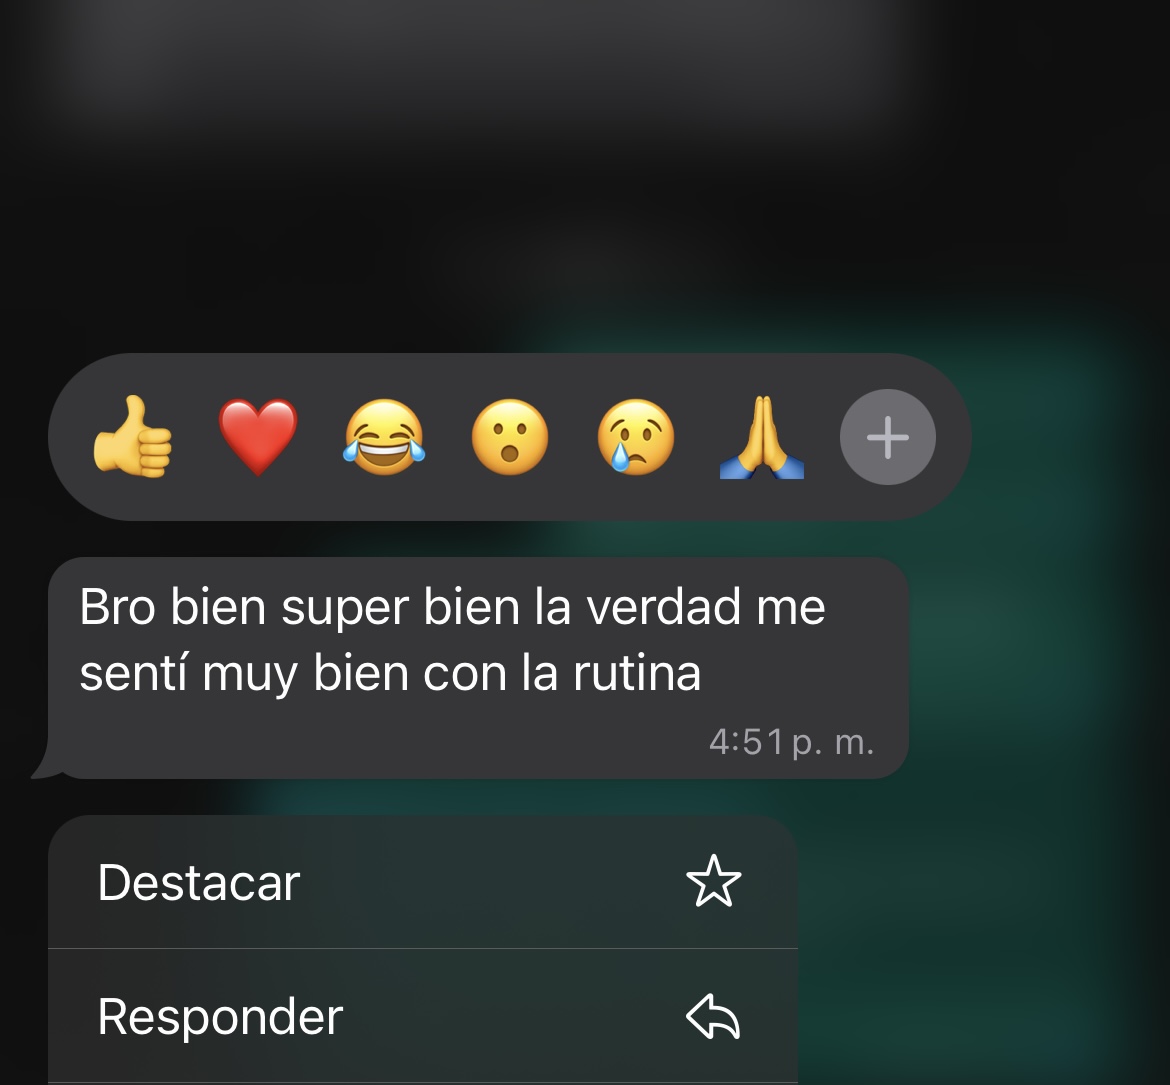 Bro bien super bien la verdad me
sentí muy bien con la rutina
4:51 p. m.
Destacar
Responder